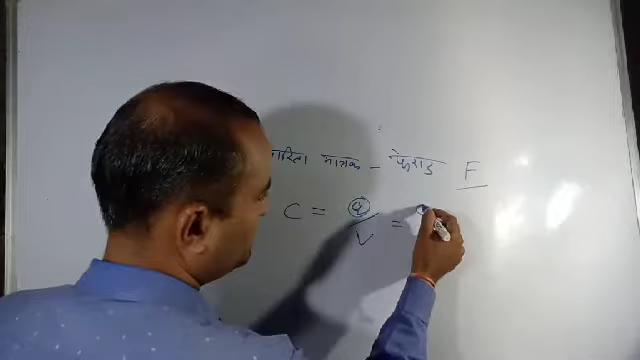 मात्रक - फैराड F
C = q / V =